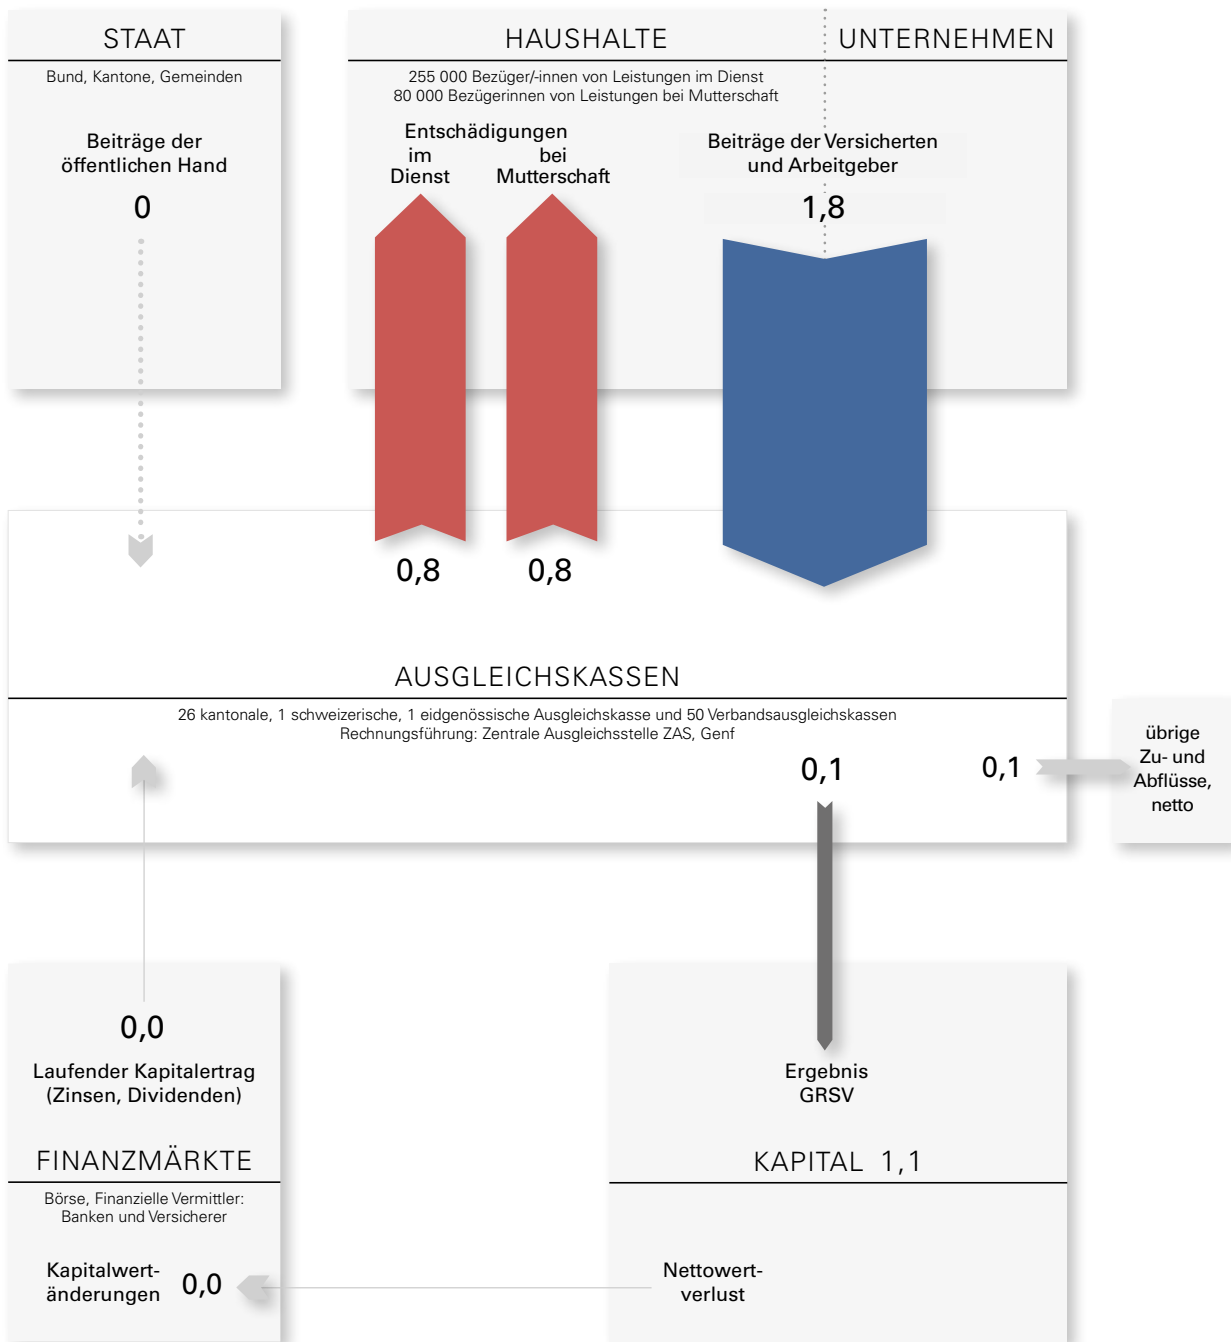 STAAT
Bund, Kantone, Gemeinden
Beiträge der
öffentlichen Hand
0
HAUSHALTE
UNTERNEHMEN
255 000 Bezüger/-innen von Leistungen im Dienst
80 000 Bezügerinnen von Leistungen bei Mutterschaft
Entschädigungen
im
Dienst
bei
Mutterschaft
Beiträge der Versicherten
und Arbeitgeber
1,8
0,8
0,8
AUSGLEICHSKASSEN
26 kantonale, 1 schweizerische, 1 eidgenössische Ausgleichskasse und 50 Verbandsausgleichskassen
Rechnungsführung: Zentrale Ausgleichsstelle ZAS, Genf
0,1
0,1
übrige
Zu- und
Abflüsse,
netto
0,0
Laufender Kapitalertrag
(Zinsen, Dividenden)
FINANZMÄRKTE
Börse, Finanzielle Vermittler:
Banken und Versicherer
Kapitalwert-
änderungen
0,0
Ergebnis
GRSV
KAPITAL 1,1
Nettowert-
verlust